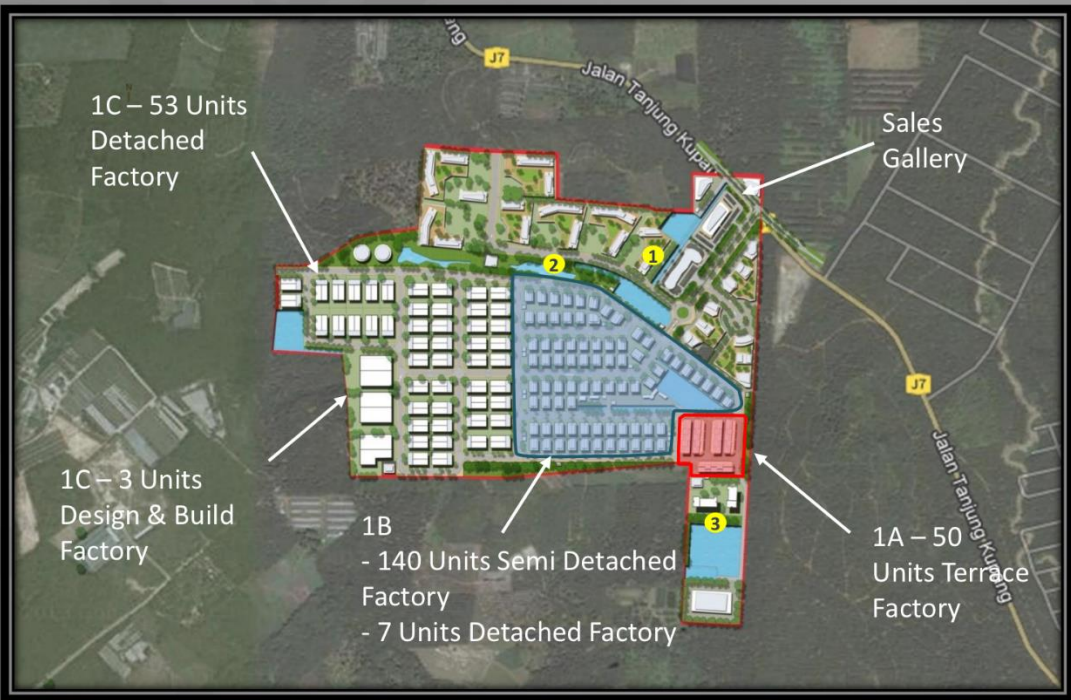 ng
J7
Jalan Tanjung Kupa
1C – 53 Units
Detached
Factory
Sales
Gallery
1
2
J7
Jalan Tanjung Kupang
1C – 3 Units
Design & Build
Factory
1B
- 140 Units Semi Detached
Factory
- 7 Units Detached Factory
3
1A – 50
Units Terrace
Factory